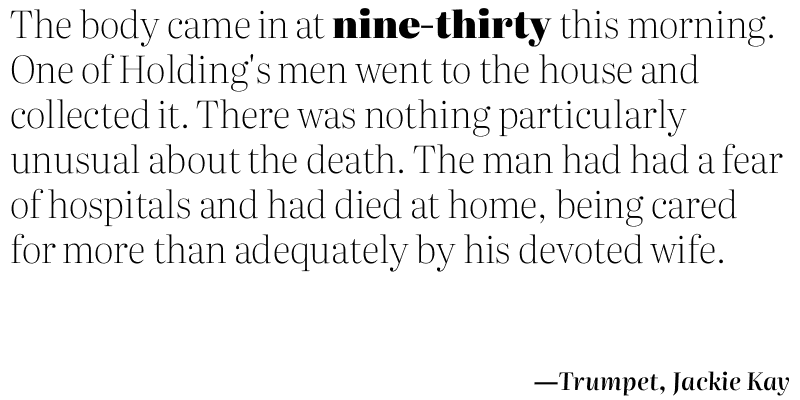 The body came in at nine-thirty this morning.
One of Holding's men went to the house and
collected it. There was nothing particularly
unusual about the death. The man had had a fear
of hospitals and had died at home, being cared
for more than adequately by his devoted wife.
—Trumpet, Jackie Kay